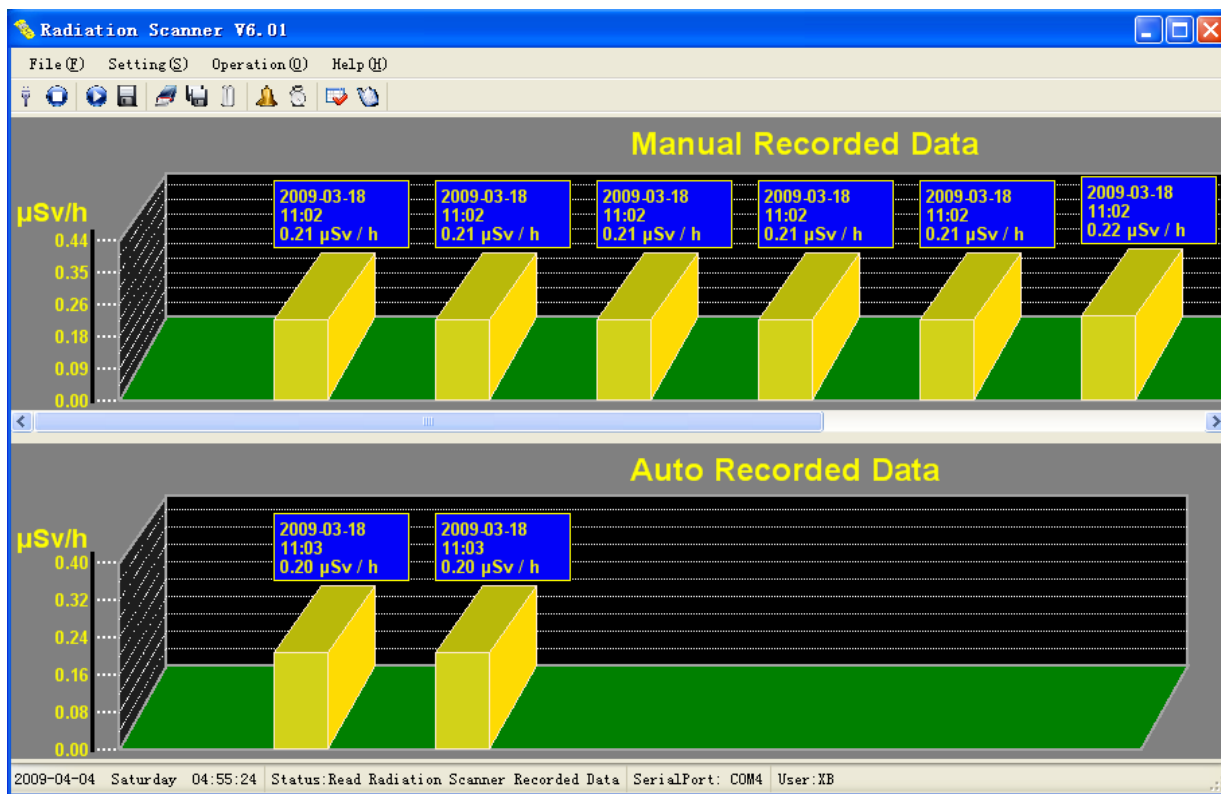 Radiation Scanner V6.01
File(F) Setting(S) Operation(O) Help(H)
Manual Recorded Data
µSv/h
0.44
0.35
0.26
0.18
0.09
0.00
2009-03-18
11:02
0.21 µSv / h
2009-03-18
11:02
0.21 µSv / h
2009-03-18
11:02
0.21 µSv / h
2009-03-18
11:02
0.21 µSv / h
2009-03-18
11:02
0.21 µSv / h
2009-03-18
11:02
0.22 µSv / h
Auto Recorded Data
µSv/h
0.40
0.32
0.24
0.16
0.08
0.00
2009-03-18
11:03
0.20 µSv / h
2009-03-18
11:03
0.20 µSv / h
2009-04-04 Saturday 04:55:24 Status:Read Radiation Scanner Recorded Data SerialPort: COM4 User:XB